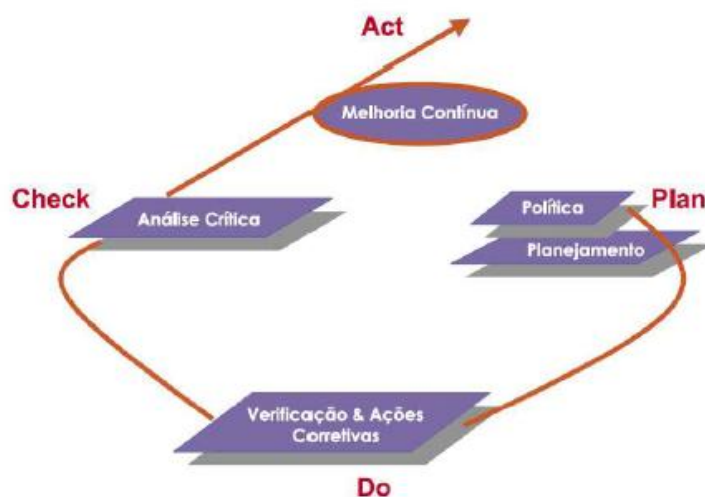 Act
Melhoria Contínua
Check
Análise Crítica
Política
Plan
Planejamento
Verificação & Ações
Corretivas
Do